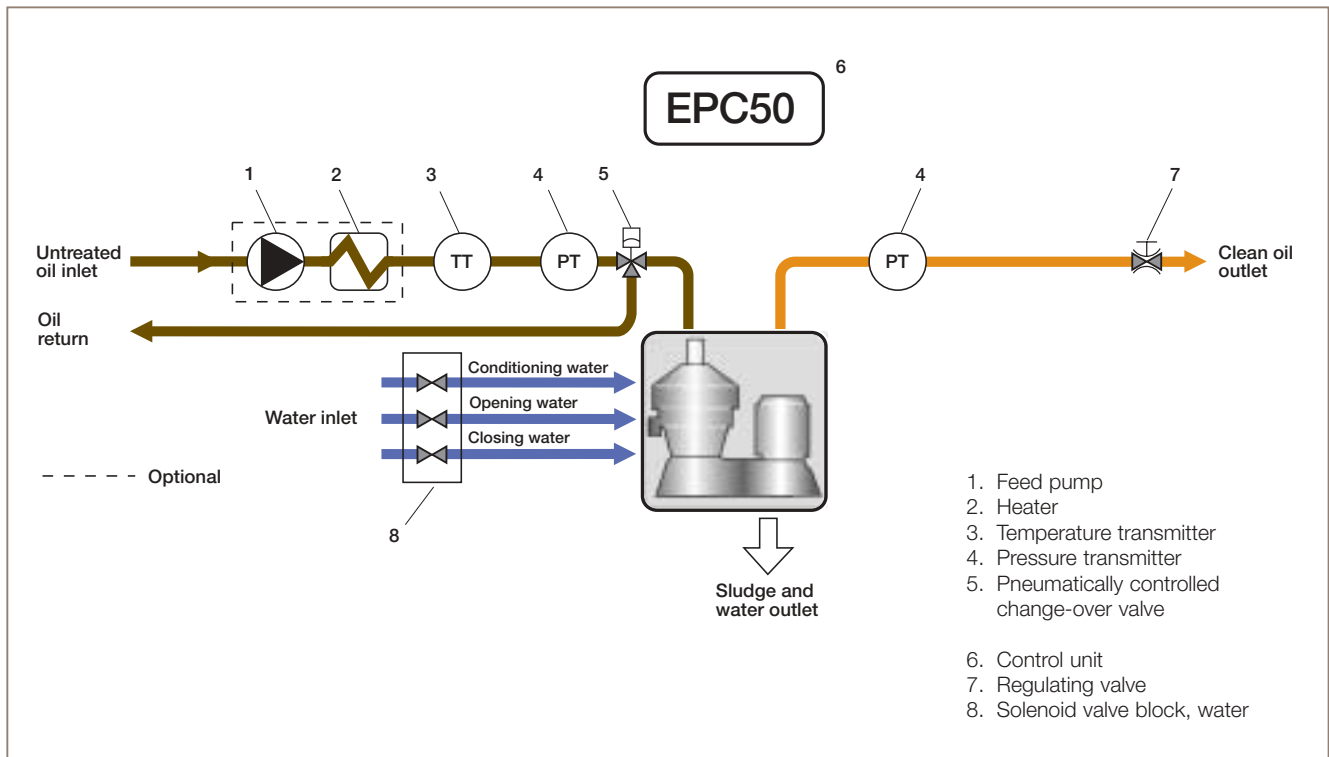 EPC50
6
1
2
3
4
5
4
7
Untreated
oil inlet
TT
PT
PT
Clean oil
outlet
Oil
return
Conditioning water
Opening water
Closing water
Water inlet
Optional
8
Sludge and
water outlet
1. Feed pump
2. Heater
3. Temperature transmitter
4. Pressure transmitter
5. Pneumatically controlled
change-over valve
6. Control unit
7. Regulating valve
8. Solenoid valve block, water